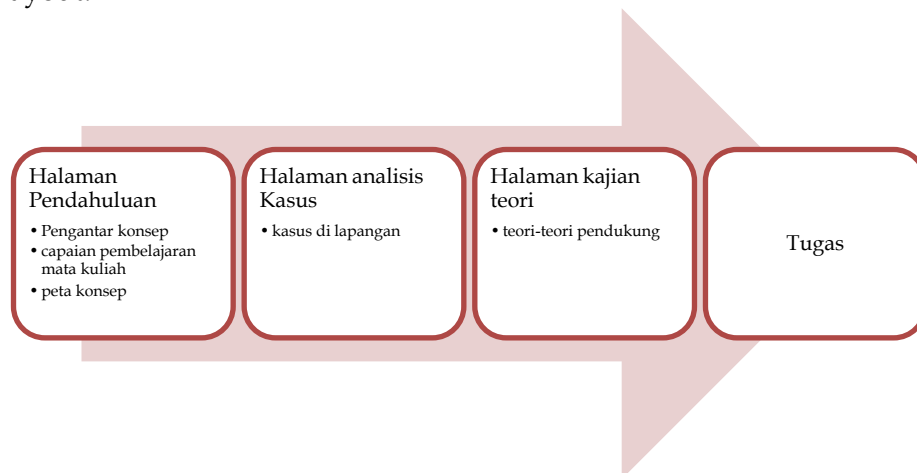 Halaman
Pendahuluan
• Pengantar konsep
• capaian pembelajaran
mata kuliah
• peta konsep
Halaman analisis
Kasus
• kasus di lapangan
Halaman kajian
teori
• teori-teori pendukung
Tugas